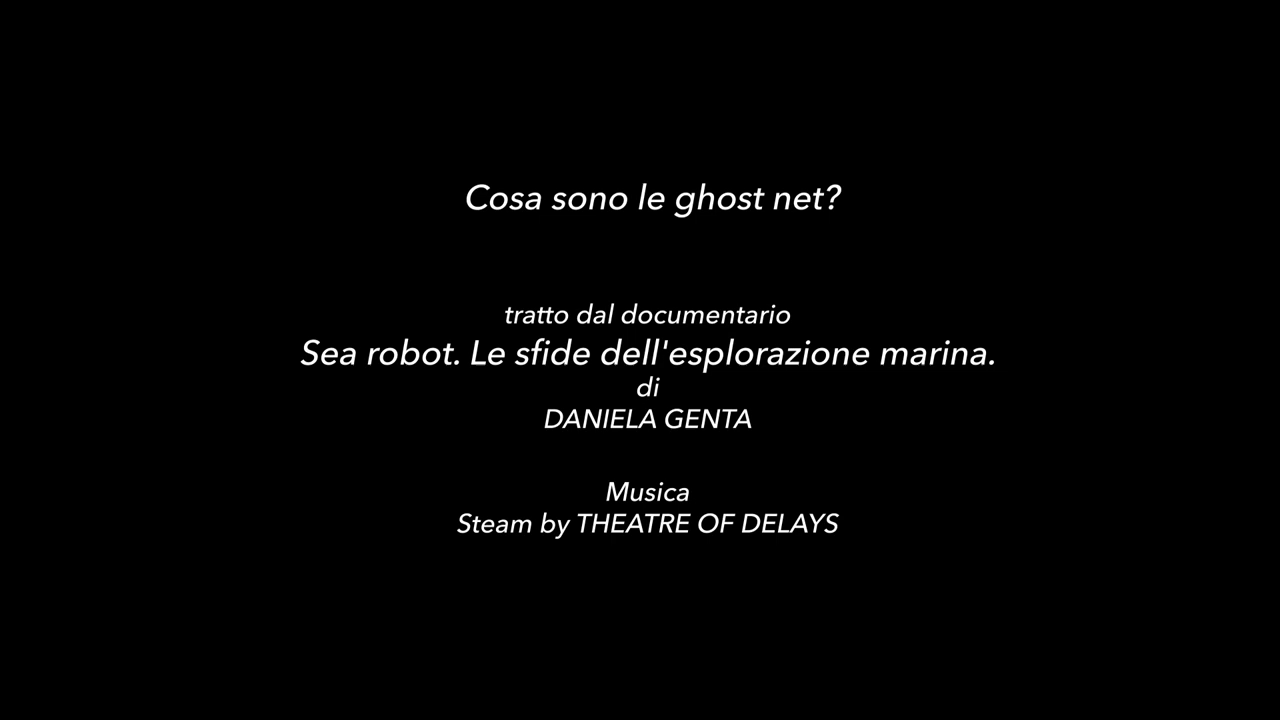 Cosa sono le ghost net?
tratto dal documentario
Sea robot. Le sfide dell'esplorazione marina.
di
DANIELA GENTA
Musica
Steam by THEATRE OF DELAYS